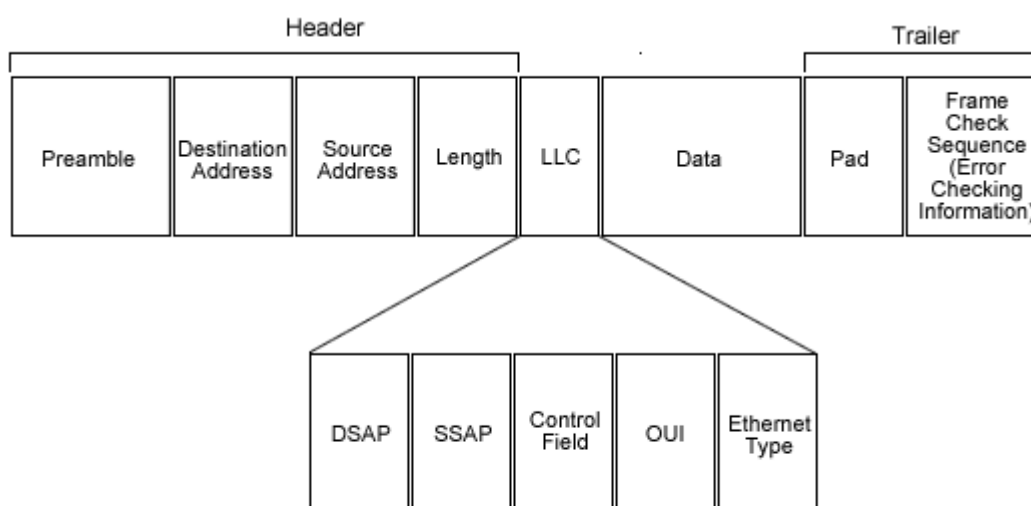 Header
Trailer
Preamble
Destination
Address
Source
Address
Length
LLC
Data
Pad
Frame
Check
Sequence
(Error
Checking
Information)
DSAP
SSAP
Control
Field
OUI
Ethernet
Type